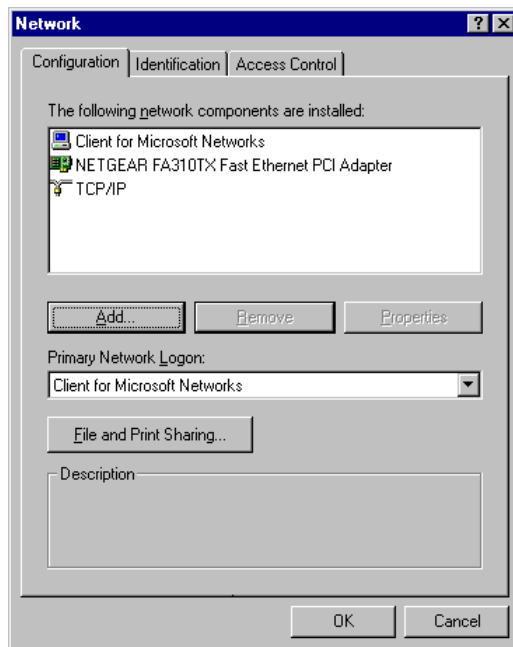 Network
Configuration Identification Access Control
The following network components are installed:
Client for Microsoft Networks
NETGEAR FA310TX Fast Ethernet PCI Adapter
TCP/IP
Add... Remove Properties
Primary Network Logon:
Client for Microsoft Networks
File and Print Sharing...
Description
OK Cancel